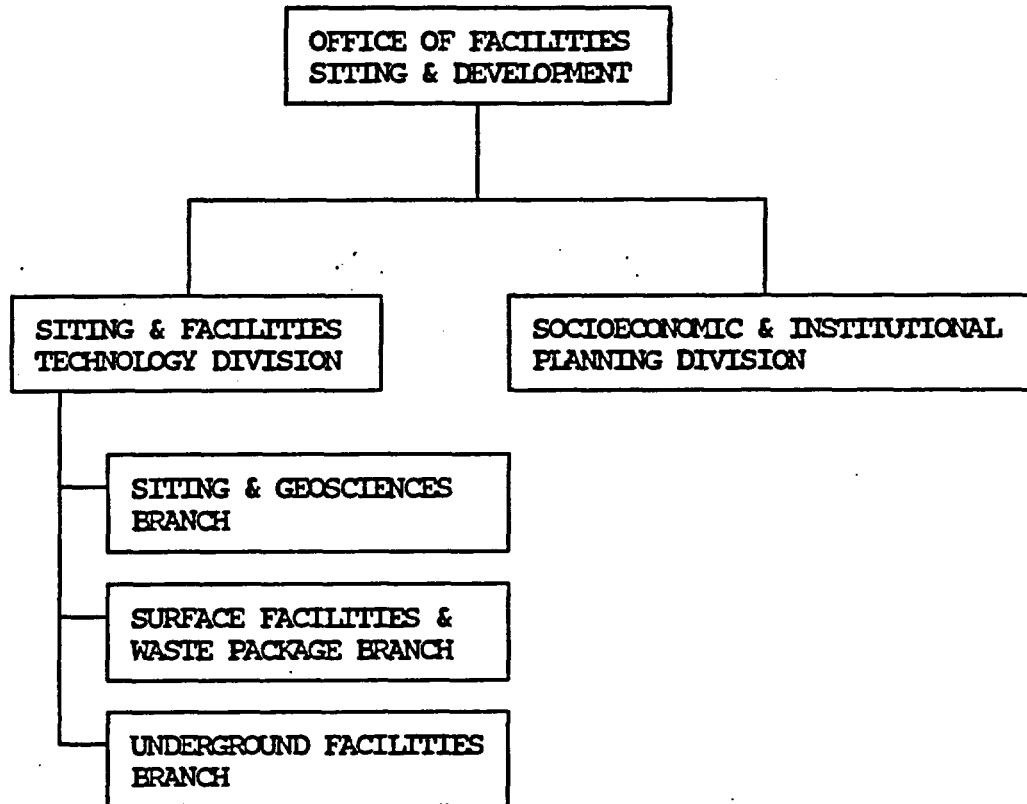 OFFICE OF FACILITIES
SITING & DEVELOPMENT
SITING & FACILITIES
TECHNOLOGY DIVISION
SOCIOECONOMIC & INSTITUTIONAL
PLANNING DIVISION
SITING & GEOSCIENCES
BRANCH
SURFACE FACILITIES &
WASTE PACKAGE BRANCH
UNDERGROUND FACILITIES
BRANCH